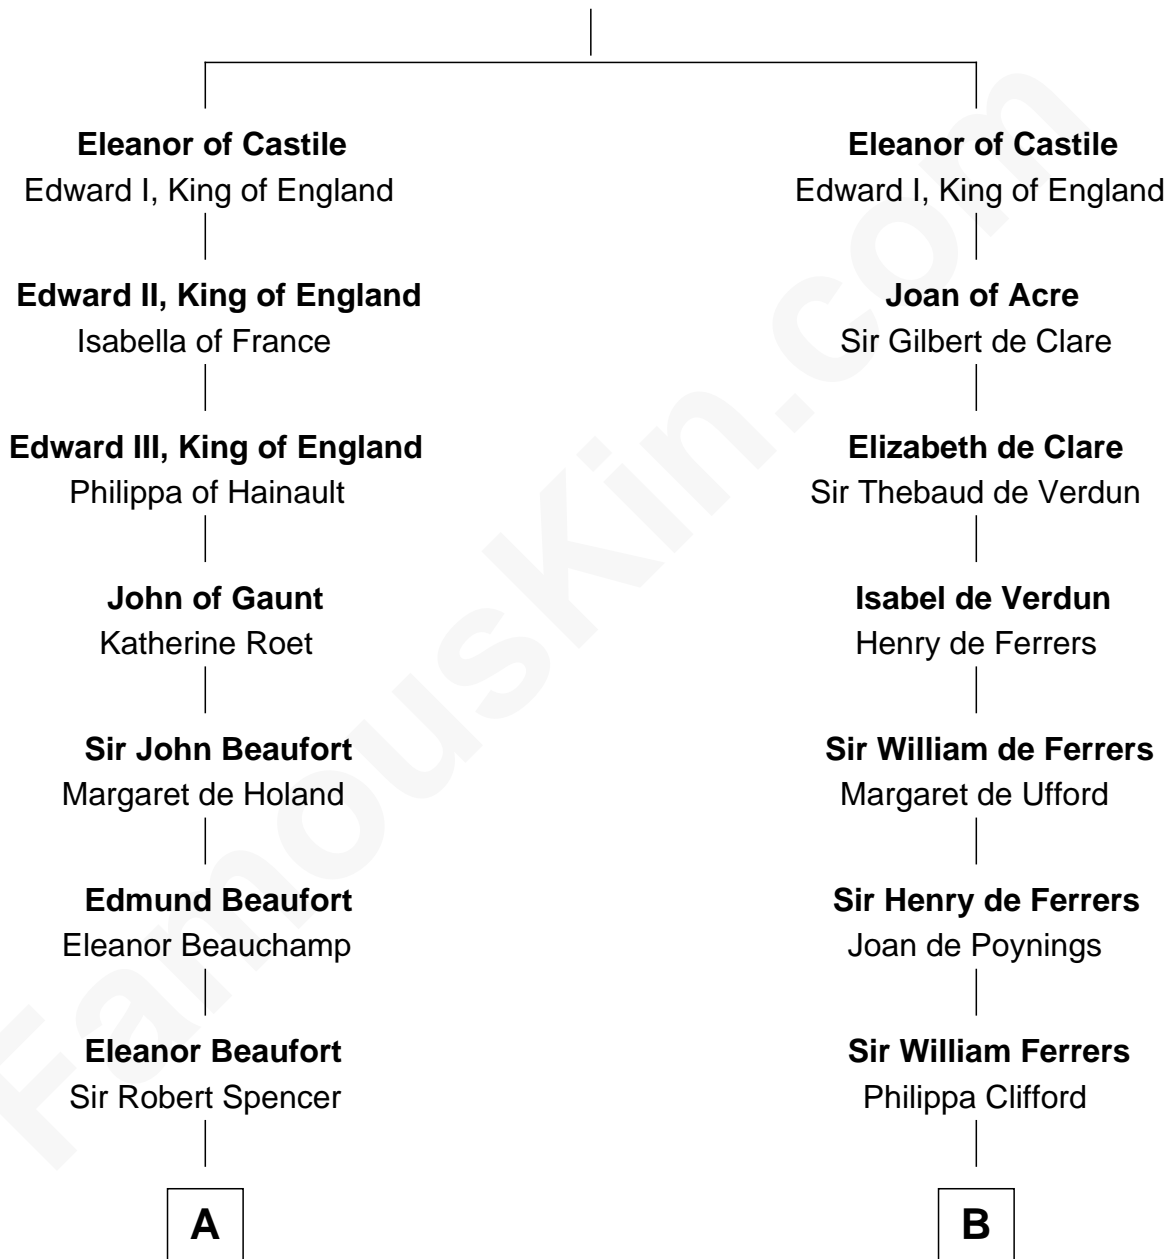 Eleanor of Castile
Edward I, King of England
Edward II, King of England
Isabella of France
Edward III, King of England
Philippa of Hainault
John of Gaunt
Katherine Roet
Sir John Beaufort
Margaret de Holand
Edmund Beaufort
Eleanor Beauchamp
Eleanor Beaufort
Sir Robert Spencer
A
Eleanor of Castile
Edward I, King of England
Joan of Acre
Sir Gilbert de Clare
Elizabeth de Clare
Sir Thebaud de Verdun
Isabel de Verdun
Henry de Ferrers
Sir William de Ferrers
Margaret de Ufford
Sir Henry de Ferrers
Joan de Poynings
Sir William Ferrers
Philippa Clifford
B
FamousKin.com